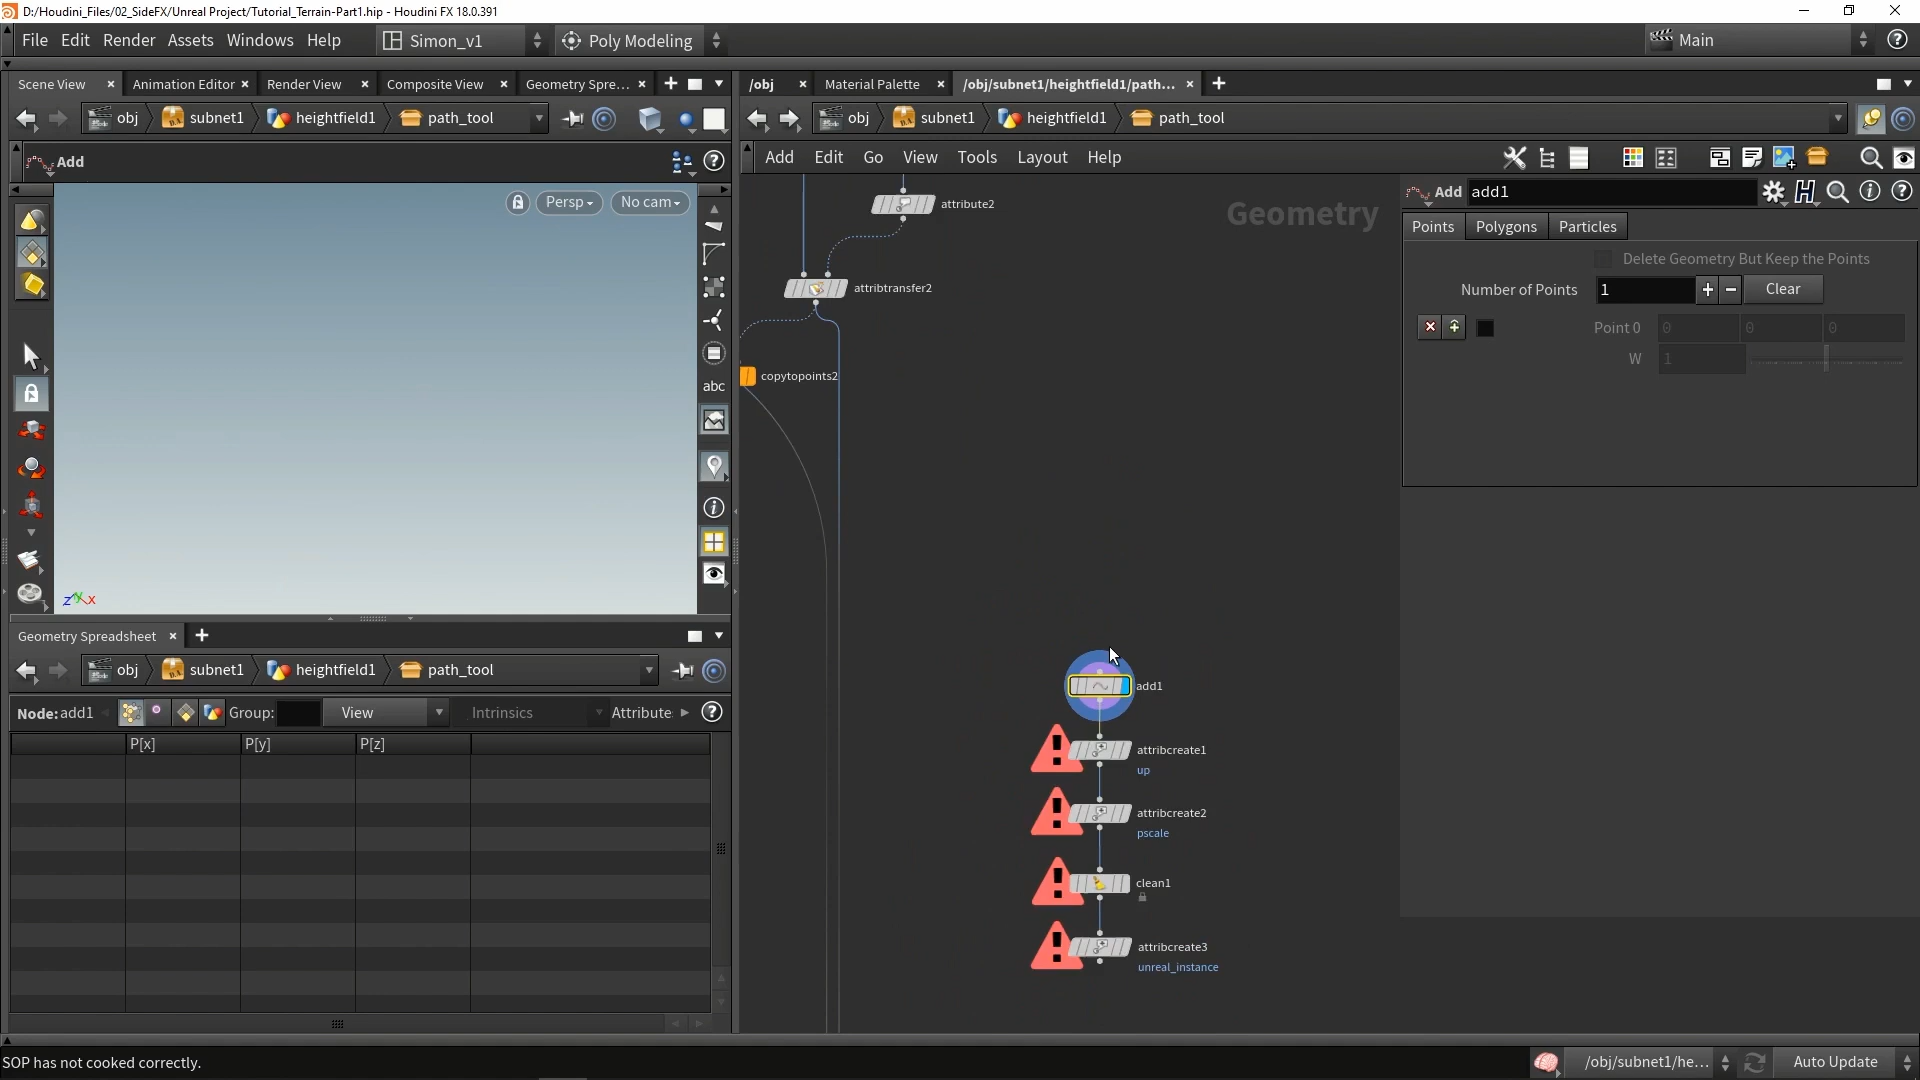 D:/Houdini_Files/02_SideFX/Unreal Project/Tutorial_Terrain-Part1.hip - Houdini FX 18.0.391
File Edit Render Assets Windows Help Simon_v1 Poly Modeling Main
Scene View Animation Editor Render View Composite View Geometry Spre...
/obj Material Palette /obj/subnet1/heightfield1/path...
obj subnet1 heightfield1 path_tool
obj subnet1 heightfield1 path_tool
Add
Add Edit Go View Tools Layout Help
Persp No cam
abc
z y x
Geometry
attribute2
attribtransfer2
copytopoints2
add1
attribcreate1
up
attribcreate2
pscale
clean1
attribcreate3
unreal_instance
Add add1
Points Polygons Particles
Delete Geometry But Keep the Points
Number of Points 1 Clear
Point 0 0 0 0
W 1
Geometry Spreadsheet
obj subnet1 heightfield1 path_tool
Node: add1 Group: View Intrinsics Attribute:
P[x] P[y] P[z]
SOP has not cooked correctly.
/obj/subnet1/he... Auto Update